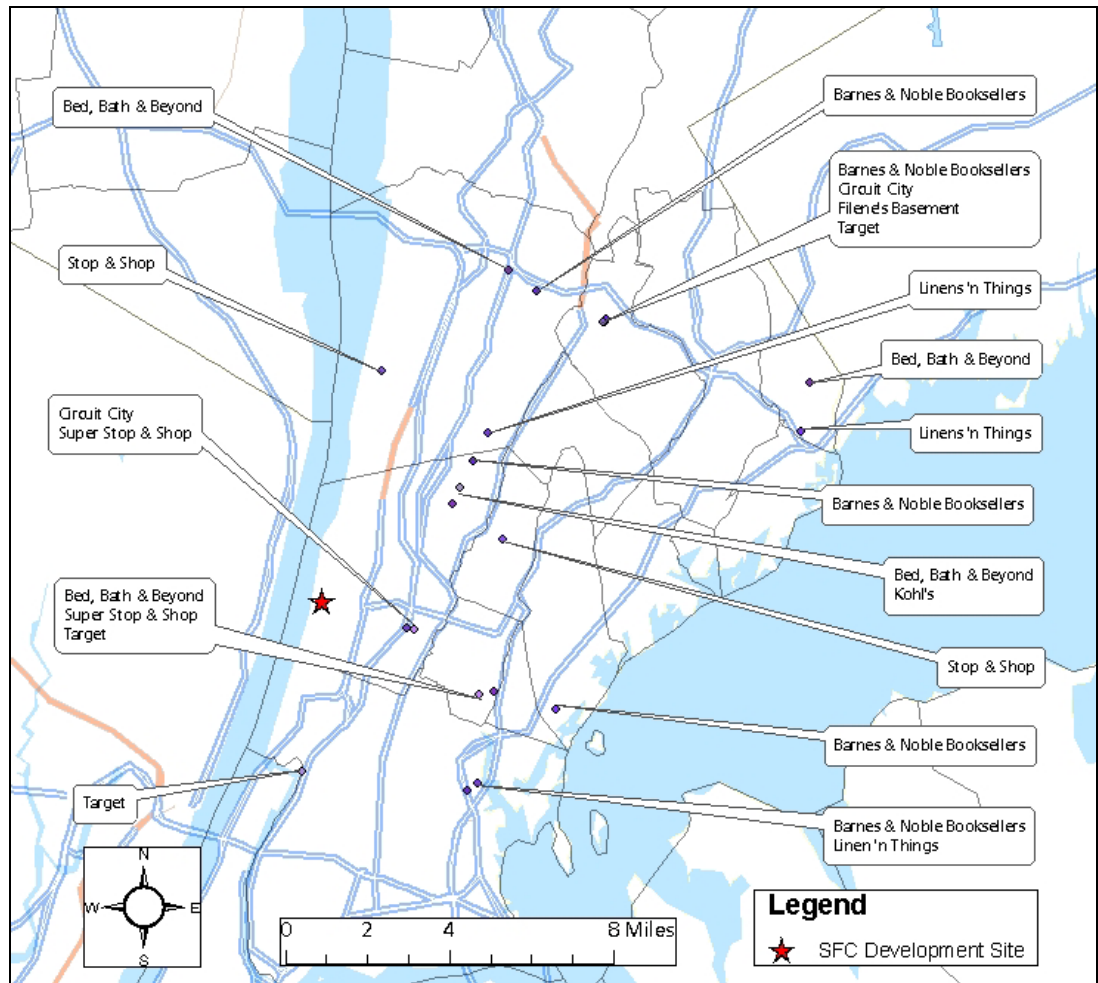 Bed, Bath & Beyond
Barnes & Noble Booksellers
Barnes & Noble Booksellers
Circuit City
Filene's Basement
Target
Stop & Shop
Linens 'n Things
Bed, Bath & Beyond
Circuit City
Super Stop & Shop
Linens 'n Things
Barnes & Noble Booksellers
Bed, Bath & Beyond
Kohl's
Bed, Bath & Beyond
Super Stop & Shop
Target
Stop & Shop
Barnes & Noble Booksellers
Target
Barnes & Noble Booksellers
Linen 'n Things
N
W E
S
0 2 4 8 Miles
Legend
SFC Development Site